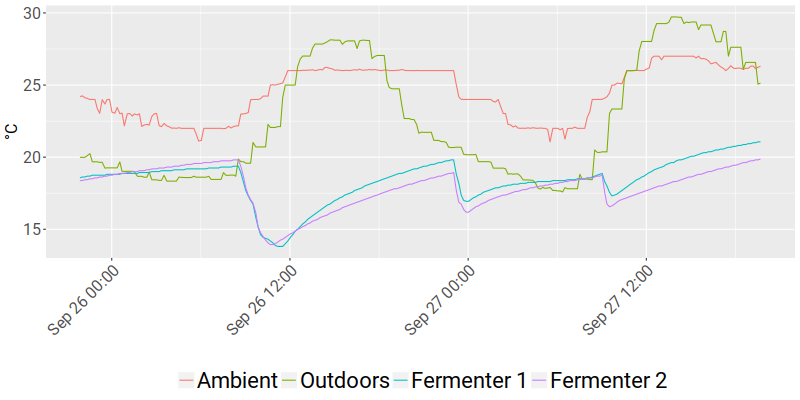 30
25
20
15
°C
Sep 26 00:00
Sep 26 12:00
Sep 27 00:00
Sep 27 12:00
Ambient Outdoors Fermenter 1 Fermenter 2